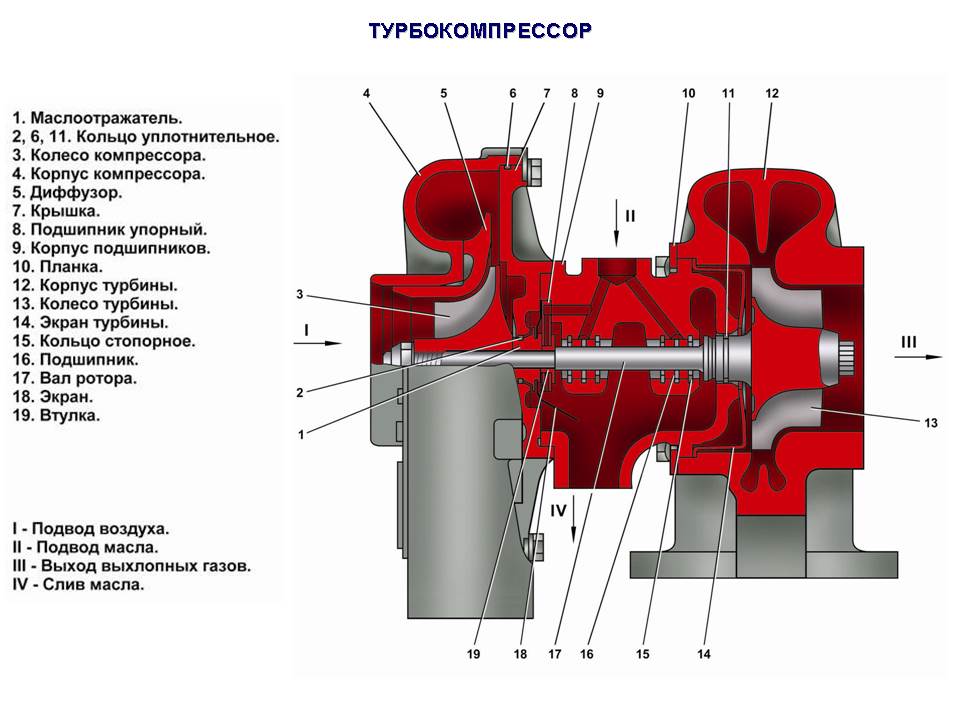 ТУРБОКОМПРЕССОР
1. Маслоотражатель.
2, 6, 11. Кольцо уплотнительное.
3. Колесо компрессора.
4. Корпус компрессора.
5. Диффузор.
7. Крышка.
8. Подшипник упорный.
9. Корпус подшипников.
10. Планка.
12. Корпус турбины.
13. Колесо турбины.
14. Экран турбины.
15. Кольцо стопорное.
16. Подшипник.
17. Вал ротора.
18. Экран.
19. Втулка.
I - Подвод воздуха.
II - Подвод масла.
III - Выход выхлопных газов.
IV - Слив масла.
4 5 6 7 8 9 10 11 12
II
3
I
III
2
13
1
IV
19 18 17 16 15 14